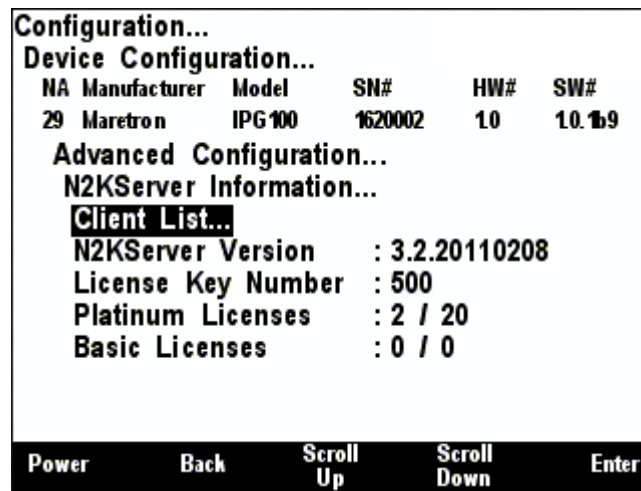 Configuration...
Device Configuration...
NA Manufacturer Model SN# HW# SW#
29 Maretron IPG100 1620002 1.0 1.0.1b9
Advanced Configuration...
N2KServer Information...
Client List...
N2KServer Version : 3.2.20110208
License Key Number : 500
Platinum Licenses : 2 / 20
Basic Licenses : 0 / 0
Power Back Scroll Up Scroll Down Enter